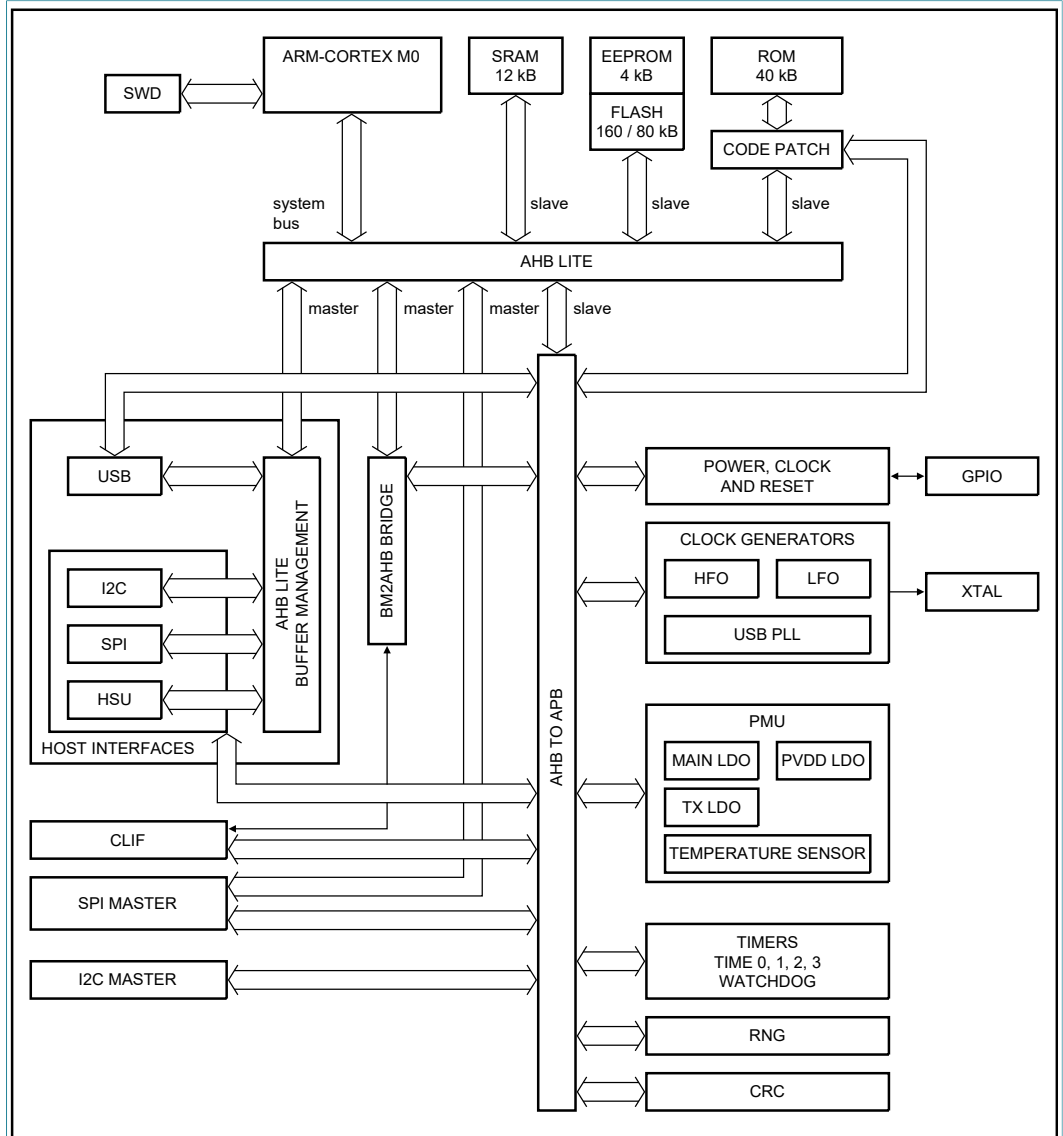 ARM-CORTEX M0
SWD
SRAM
12 kB
EEPROM
4 kB
FLASH
160 / 80 kB
ROM
40 kB
CODE PATCH
system
bus
slave
slave
slave
AHB LITE
master
master
master
slave
USB
I2C
SPI
HSU
HOST INTERFACES
AHB LITE
BUFFER MANAGEMENT
BM2AHB BRIDGE
AHB TO APB
CLIF
SPI MASTER
I2C MASTER
POWER, CLOCK
AND RESET
GPIO
CLOCK GENERATORS
HFO
LFO
USB PLL
XTAL
PMU
MAIN LDO
PVDD LDO
TX LDO
TEMPERATURE SENSOR
TIMERS
TIME 0, 1, 2, 3
WATCHDOG
RNG
CRC